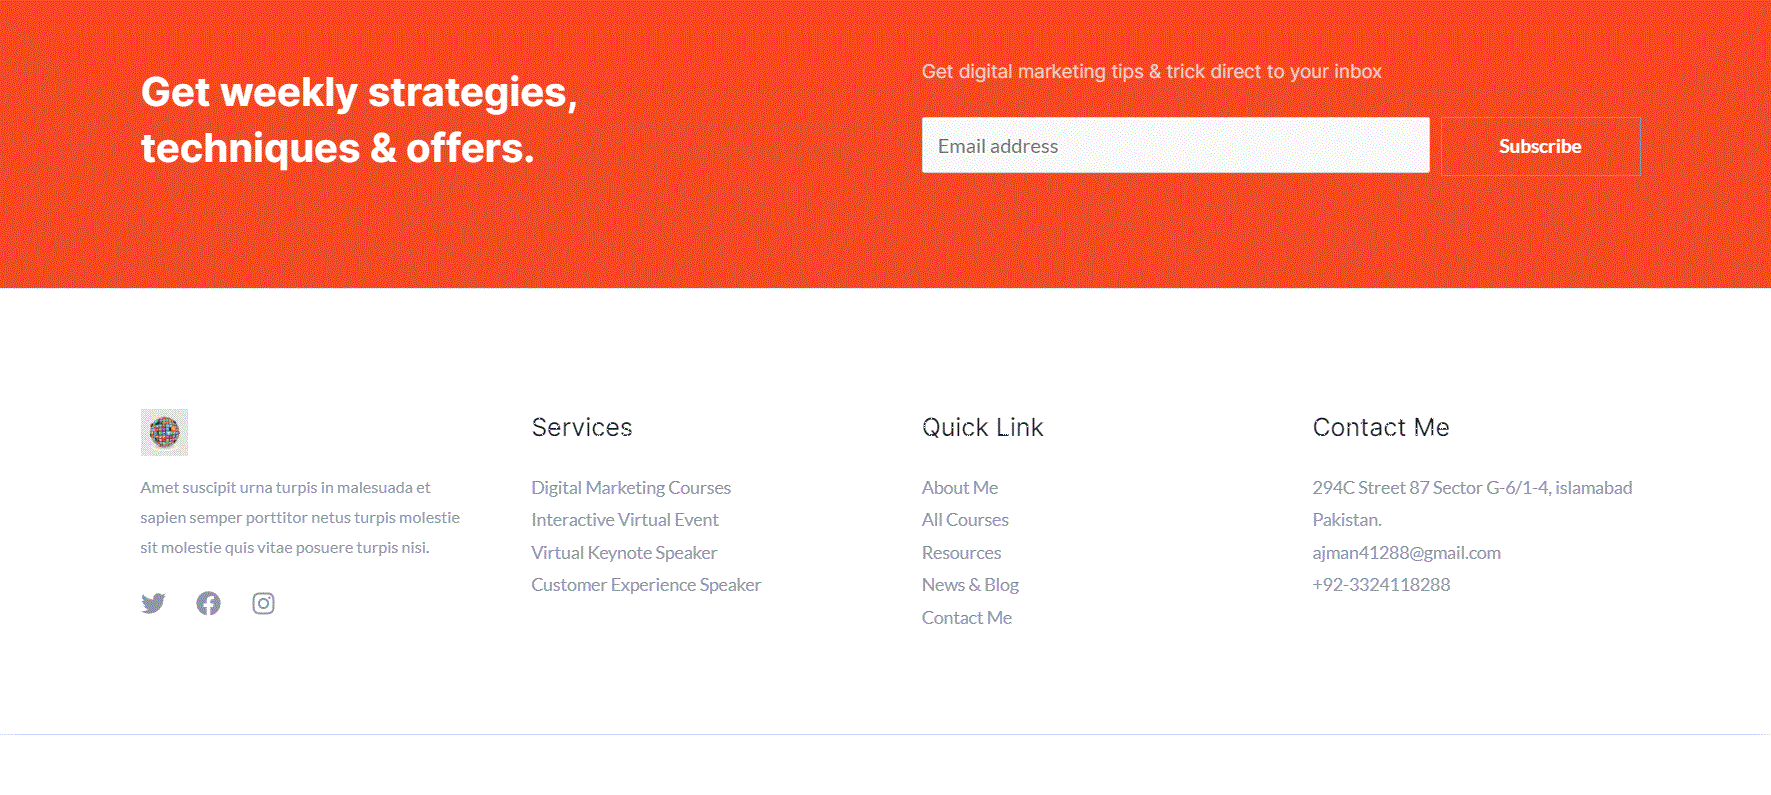 Get weekly strategies,
techniques & offers.
Get digital marketing tips & trick direct to your inbox
Email address
Subscribe
Amet suscipit urna turpis in malesuada et
sapien semper porttitor netus turpis molestie
sit molestie quis vitae posuere turpis nisi.
Services
Digital Marketing Courses
Interactive Virtual Event
Virtual Keynote Speaker
Customer Experience Speaker
Quick Link
About Me
All Courses
Resources
News & Blog
Contact Me
Contact Me
294C Street 87 Sector G-6/1-4, islamabad
Pakistan.
ajman41288@gmail.com
+92-3324118288